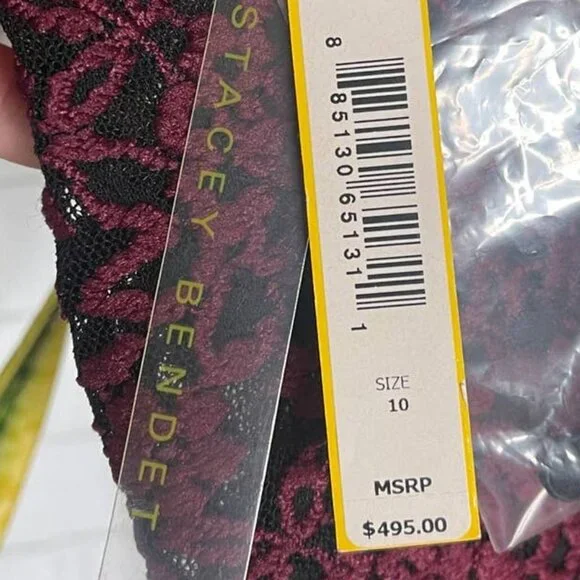 STACEY BENDET
8 85130 65131 1
SIZE
10
MSRP
$495.00